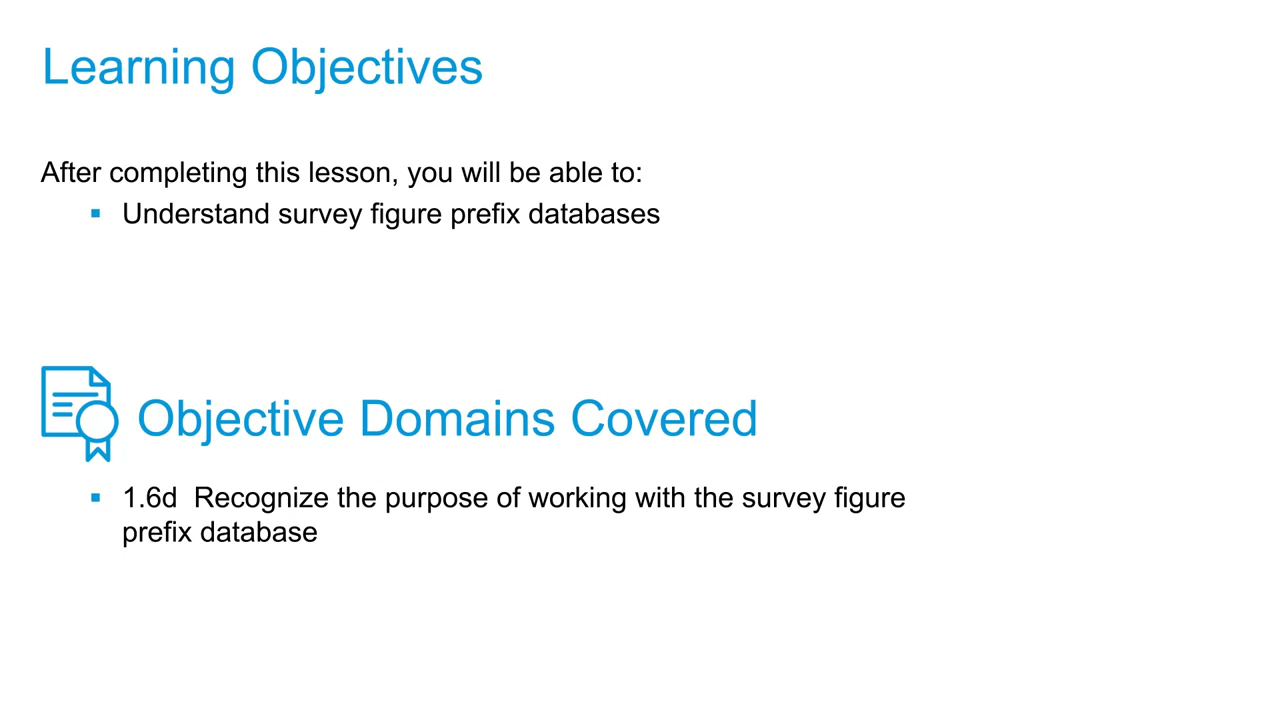 Learning Objectives
After completing this lesson, you will be able to:
▪ Understand survey figure prefix databases
Objective Domains Covered
▪ 1.6d  Recognize the purpose of working with the survey figure
prefix database